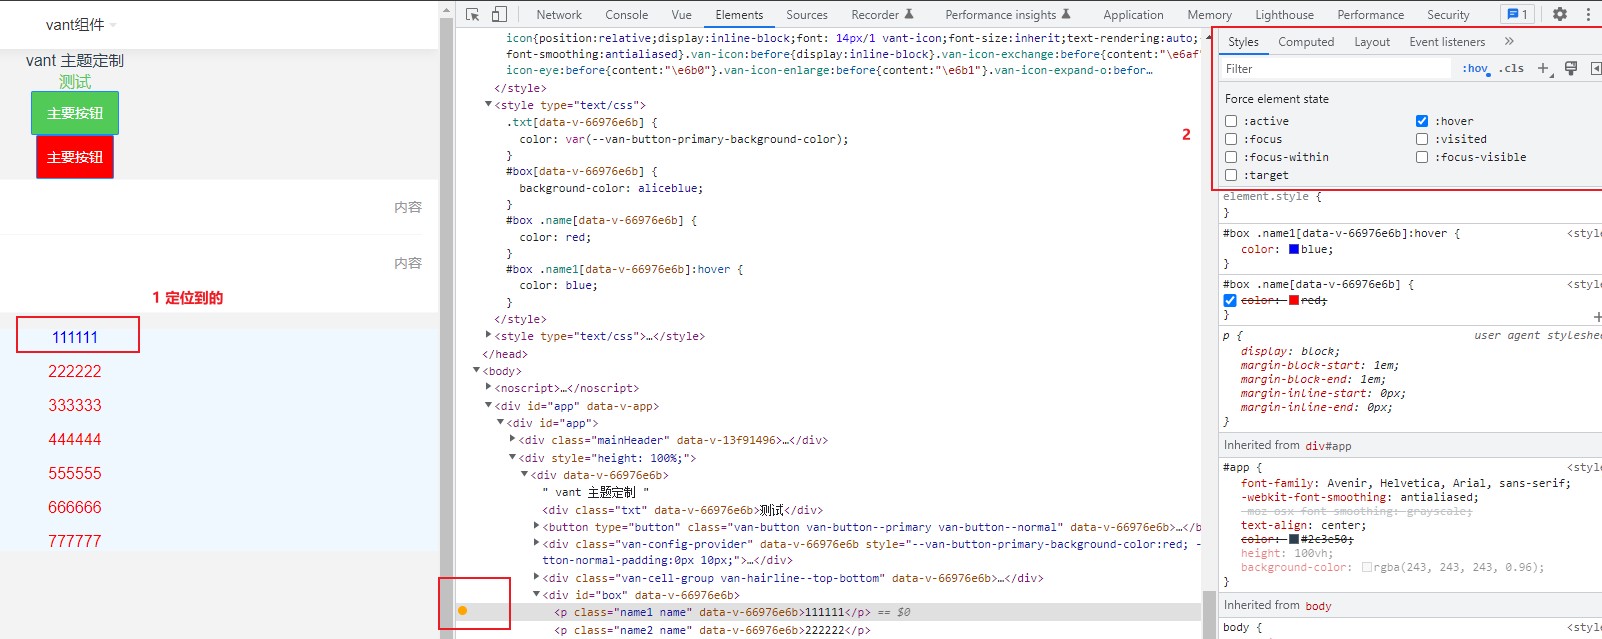 vant组件
vant 主题定制
测试
主要按钮
主要按钮
内容
内容
1 定位到的
111111
222222
333333
444444
555555
666666
777777
Network Console Vue Elements Sources Recorder Performance insights Application Memory Lighthouse Performance Security 1
icon{position:relative;display:inline-block;font: 14px/1 vant-icon;font-size:inherit;text-rendering:auto;
font-smoothing:antialiased}.van-icon:before{display:inline-block}.van-icon-exchange:before{content:"\e6af"
icon-eye:before{content:"\e6b0"}.van-icon-enlarge:before{content:"\e6b1"}.van-icon-expand-o:befor…
</style>
<style type="text/css">
.txt[data-v-66976e6b] {
color: var(--van-button-primary-background-color);
}
#box[data-v-66976e6b] {
background-color: aliceblue;
}
#box .name[data-v-66976e6b] {
color: red;
}
#box .name1[data-v-66976e6b]:hover {
color: blue;
}
</style>
<style type="text/css">…</style>
</head>
<body>
<noscript>…</noscript>
<div id="app" data-v-app>
<div id="app">
<div class="mainHeader" data-v-13f91496>…</div>
<div style="height: 100%;">
<div data-v-66976e6b>
" vant 主题定制 "
<div class="txt" data-v-66976e6b>测试</div>
<button type="button" class="van-button van-button--primary van-button--normal" data-v-66976e6b>…</b
<div class="van-config-provider" data-v-66976e6b style="--van-button-primary-background-color:red; -
tton-normal-padding:0px 10px;">…</div>
<div class="van-cell-group van-hairline--top-bottom" data-v-66976e6b>…</div>
<div id="box" data-v-66976e6b>
<p class="name1 name" data-v-66976e6b>111111</p> == $0
<p class="name2 name" data-v-66976e6b>222222</p>
2
Styles Computed Layout Event listeners »
Filter :hov .cls +
Force element state
:active :hover
:focus :visited
:focus-within :focus-visible
:target
element.style {
}
#box .name1[data-v-66976e6b]:hover { <style
color: blue;
}
#box .name[data-v-66976e6b] { <style
color: red;
}
p { user agent styleshee
display: block;
margin-block-start: 1em;
margin-block-end: 1em;
margin-inline-start: 0px;
margin-inline-end: 0px;
}
Inherited from div#app
#app { <style
font-family: Avenir, Helvetica, Arial, sans-serif;
-webkit-font-smoothing: antialiased;
-moz-osx-font-smoothing: grayscale;
text-align: center;
color: #2c3e50;
height: 100vh;
background-color: rgba(243, 243, 243, 0.96);
}
Inherited from body
body { <style